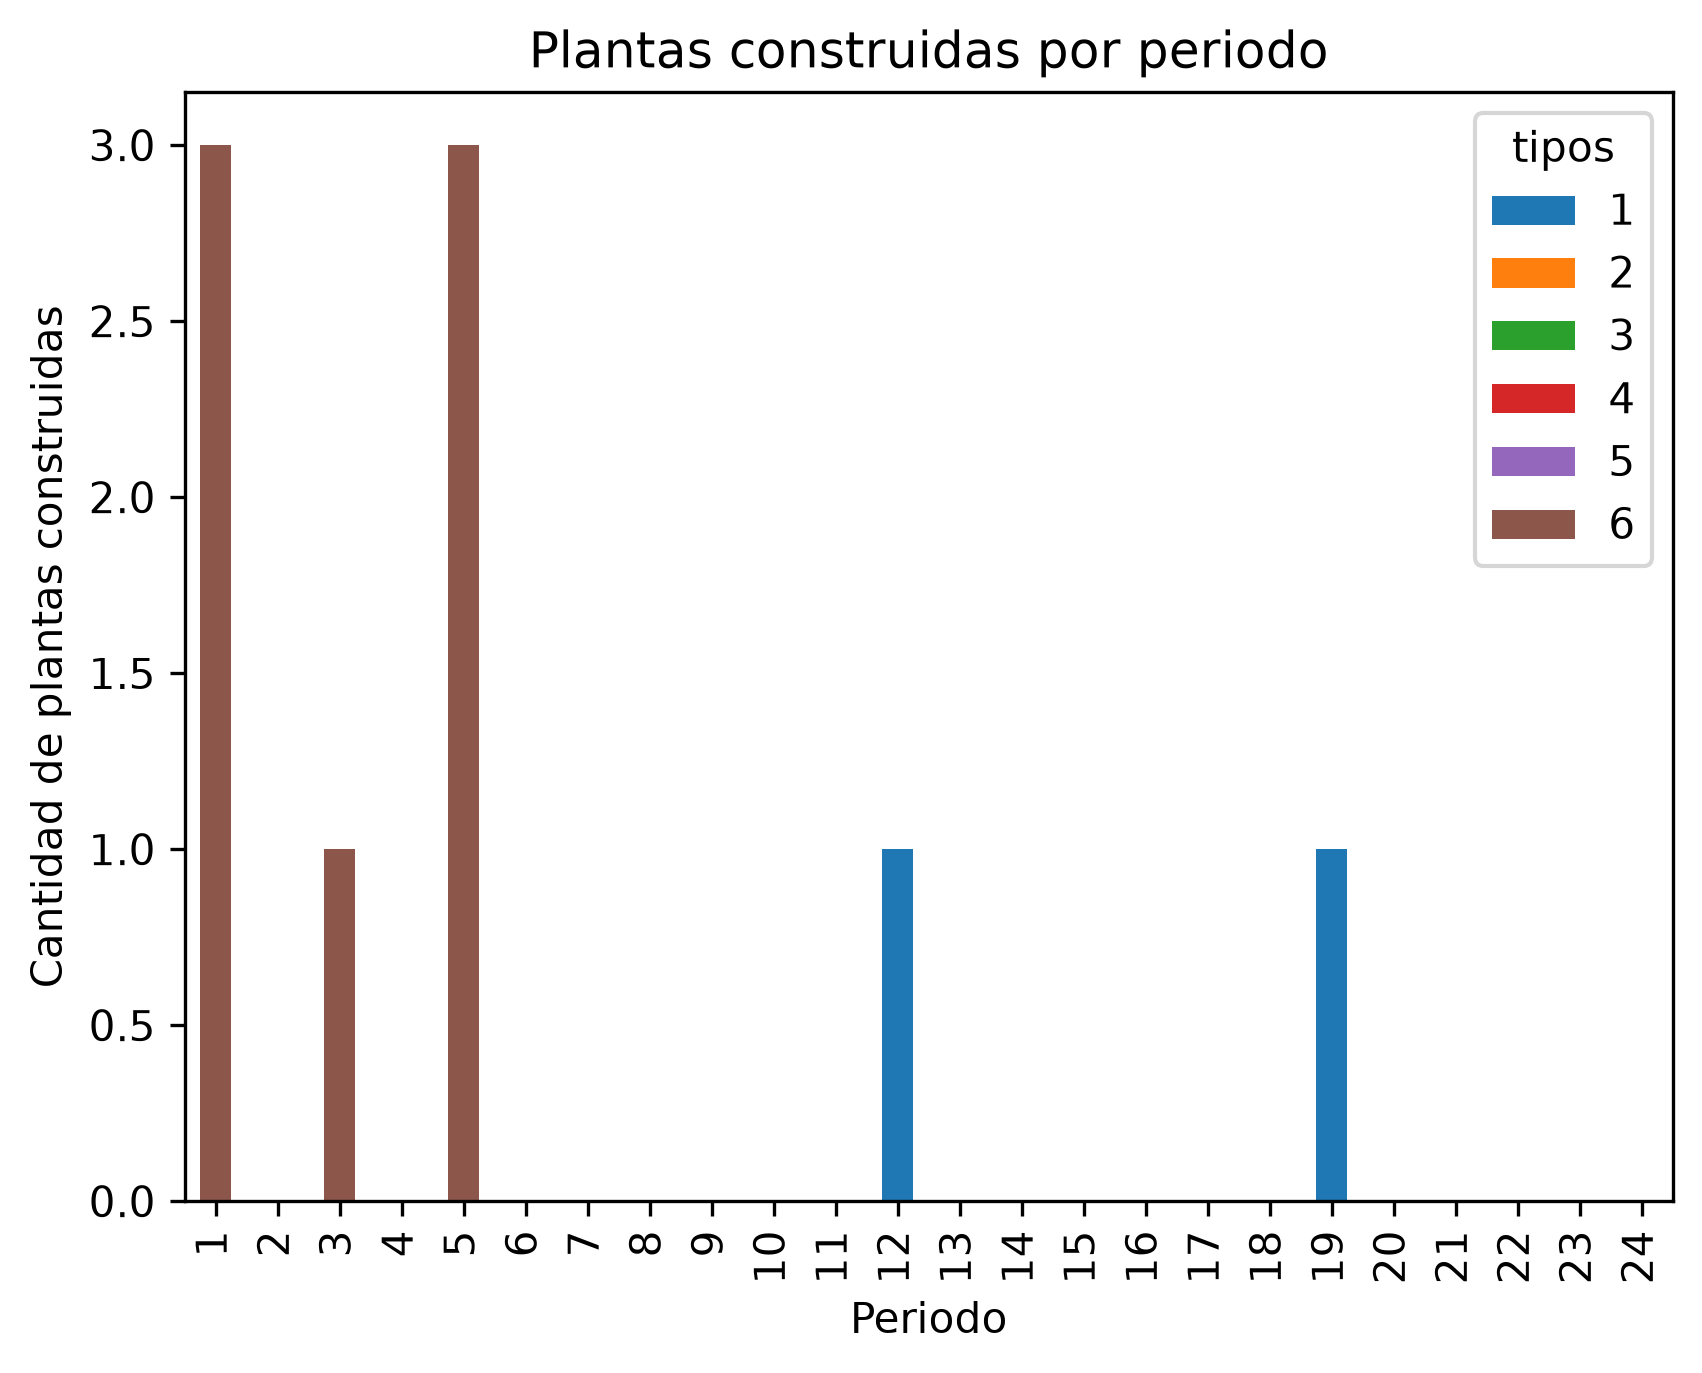 Plantas construidas por periodo
Cantidad de plantas construidas
3.0
2.5
2.0
1.5
1.0
0.5
0.0
tipos
1
2
3
4
5
6
1 2 3 4 5 6 7 8 9 10 11 12 13 14 15 16 17 18 19 20 21 22 23 24
Periodo